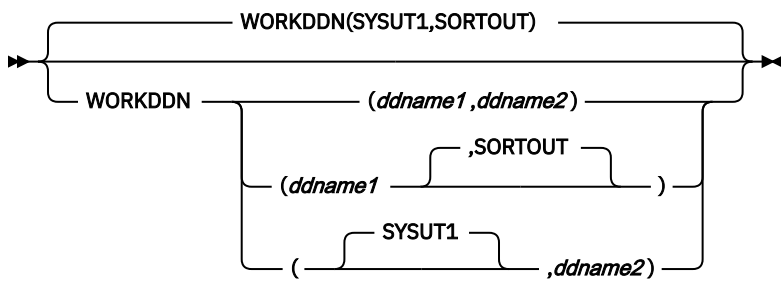 WORKDDN(SYSUT1,SORTOUT)
WORKDDN (ddname1,ddname2)
,SORTOUT
(ddname1 )
SYSUT1
( ,ddname2)